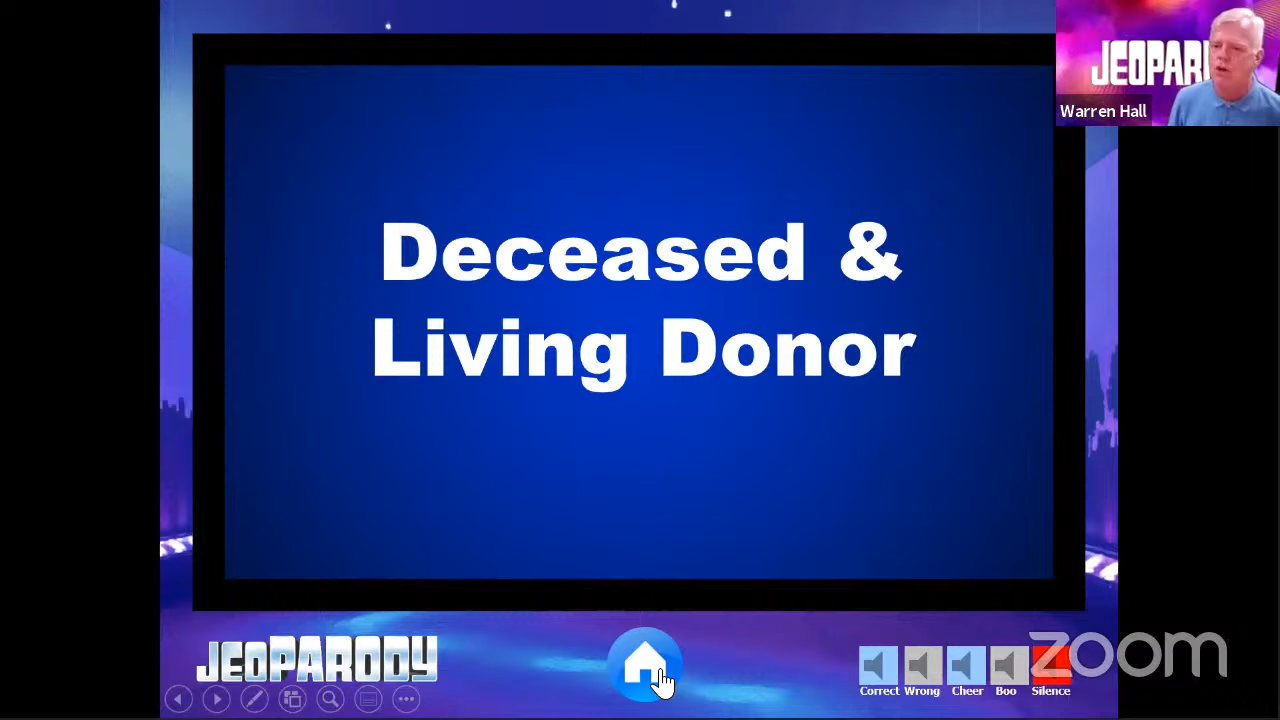 JEOPAR
Warren Hall
Deceased &
Living Donor
JEOPARODY
Correct Wrong Cheer Boo Silence
zoom